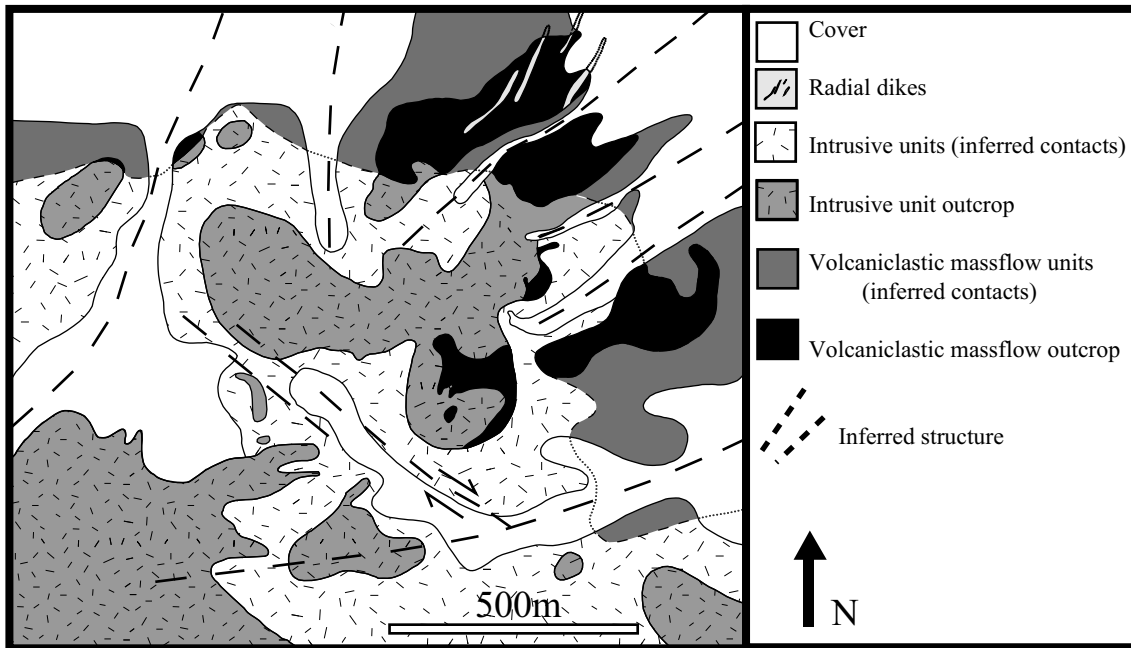 Cover
Radial dikes
Intrusive units (inferred contacts)
Intrusive unit outcrop
Volcaniclastic massflow units
(inferred contacts)
Volcaniclastic massflow outcrop
Inferred structure
N
500m